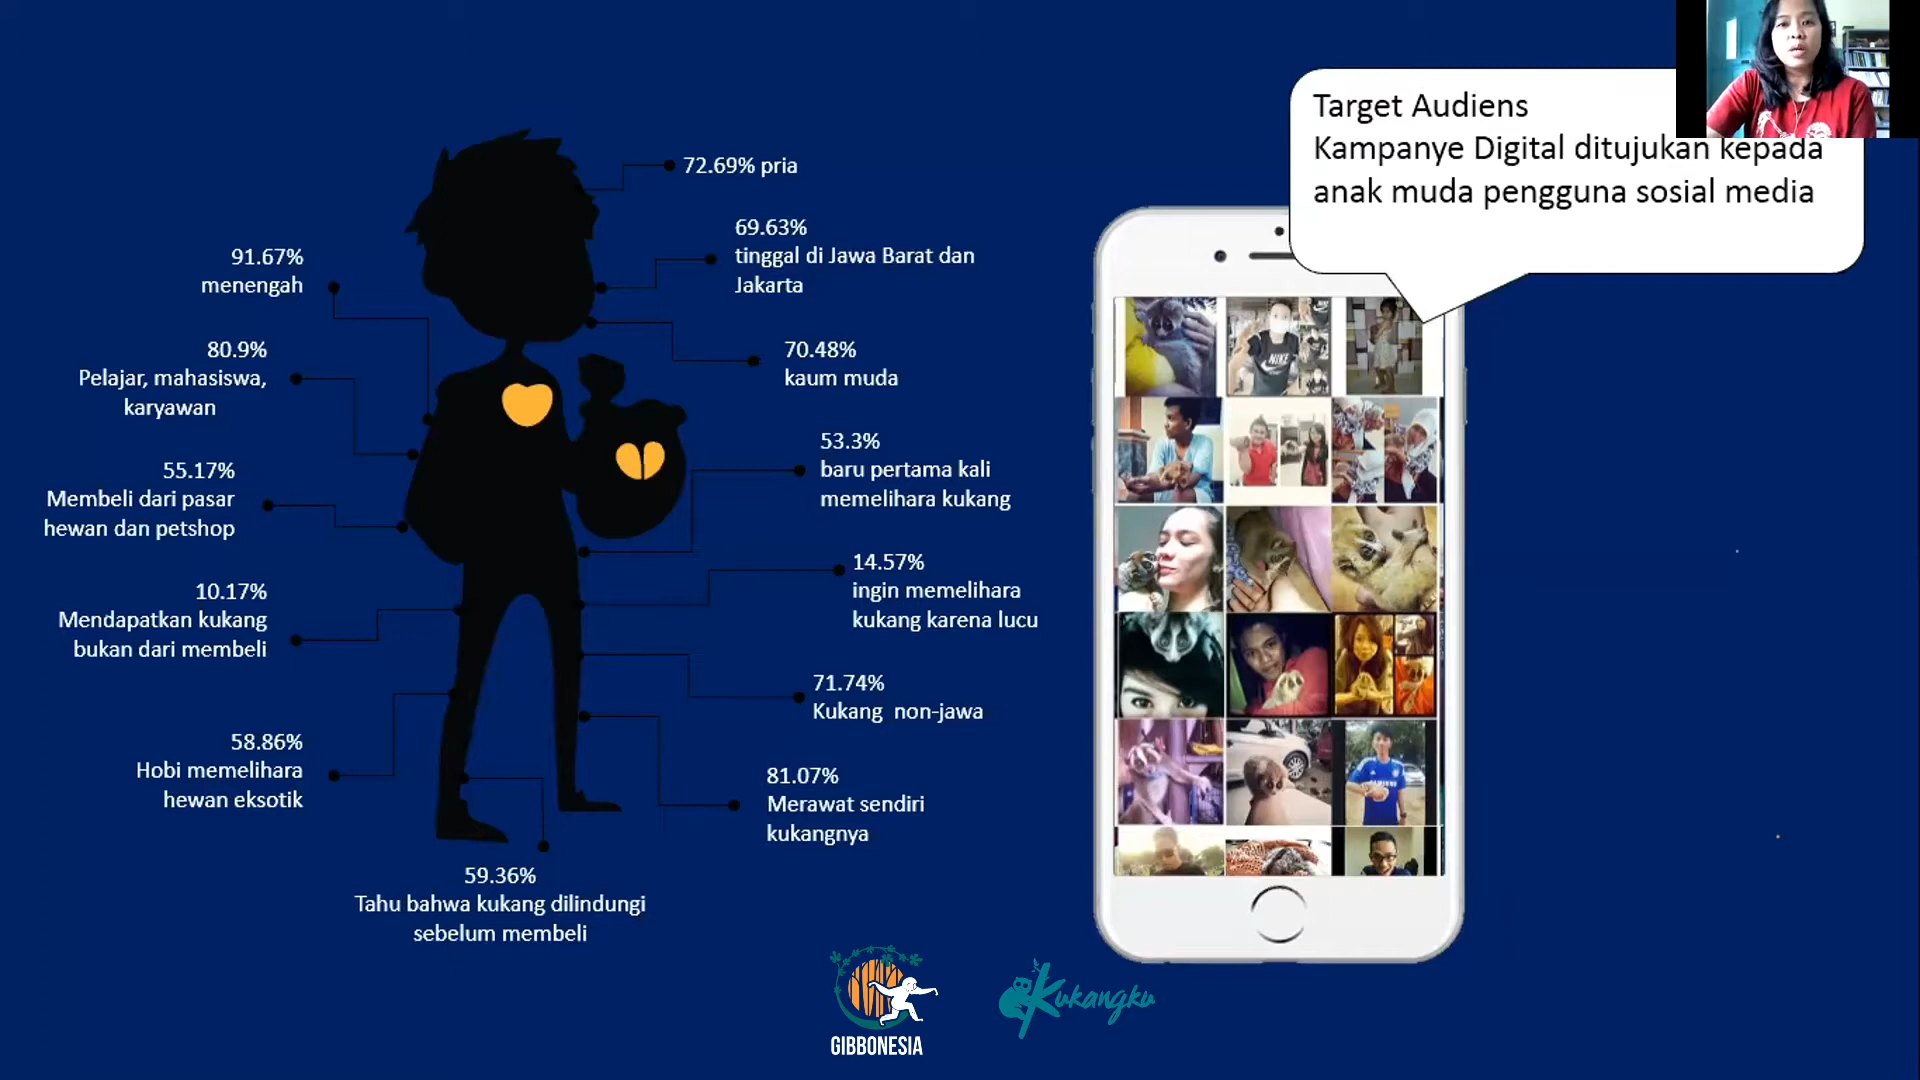 Target Audiens
Kampanye Digital ditujukan kepada
anak muda pengguna sosial media
72.69% pria
69.63%
tinggal di Jawa Barat dan
Jakarta
70.48%
kaum muda
53.3%
baru pertama kali
memelihara kukang
14.57%
ingin memelihara
kukang karena lucu
71.74%
Kukang non-jawa
81.07%
Merawat sendiri
kukangnya
91.67%
menengah
80.9%
Pelajar, mahasiswa,
karyawan
55.17%
Membeli dari pasar
hewan dan petshop
10.17%
Mendapatkan kukang
bukan dari membeli
58.86%
Hobi memelihara
hewan eksotik
59.36%
Tahu bahwa kukang dilindungi
sebelum membeli
NIKE
SAMSUNG
GIBBONESIA
Kukangku